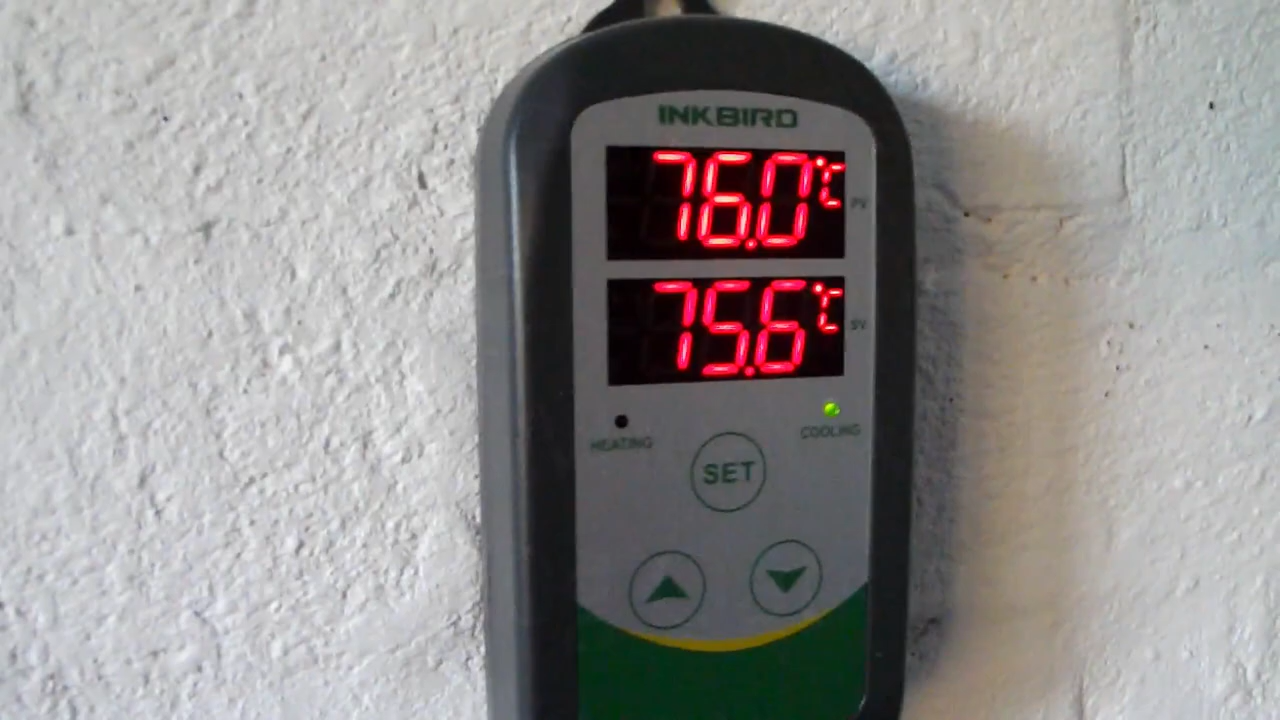 INKBIRD
76.0℃
PV
75.6℃
SV
HEATING
COOLING
SET